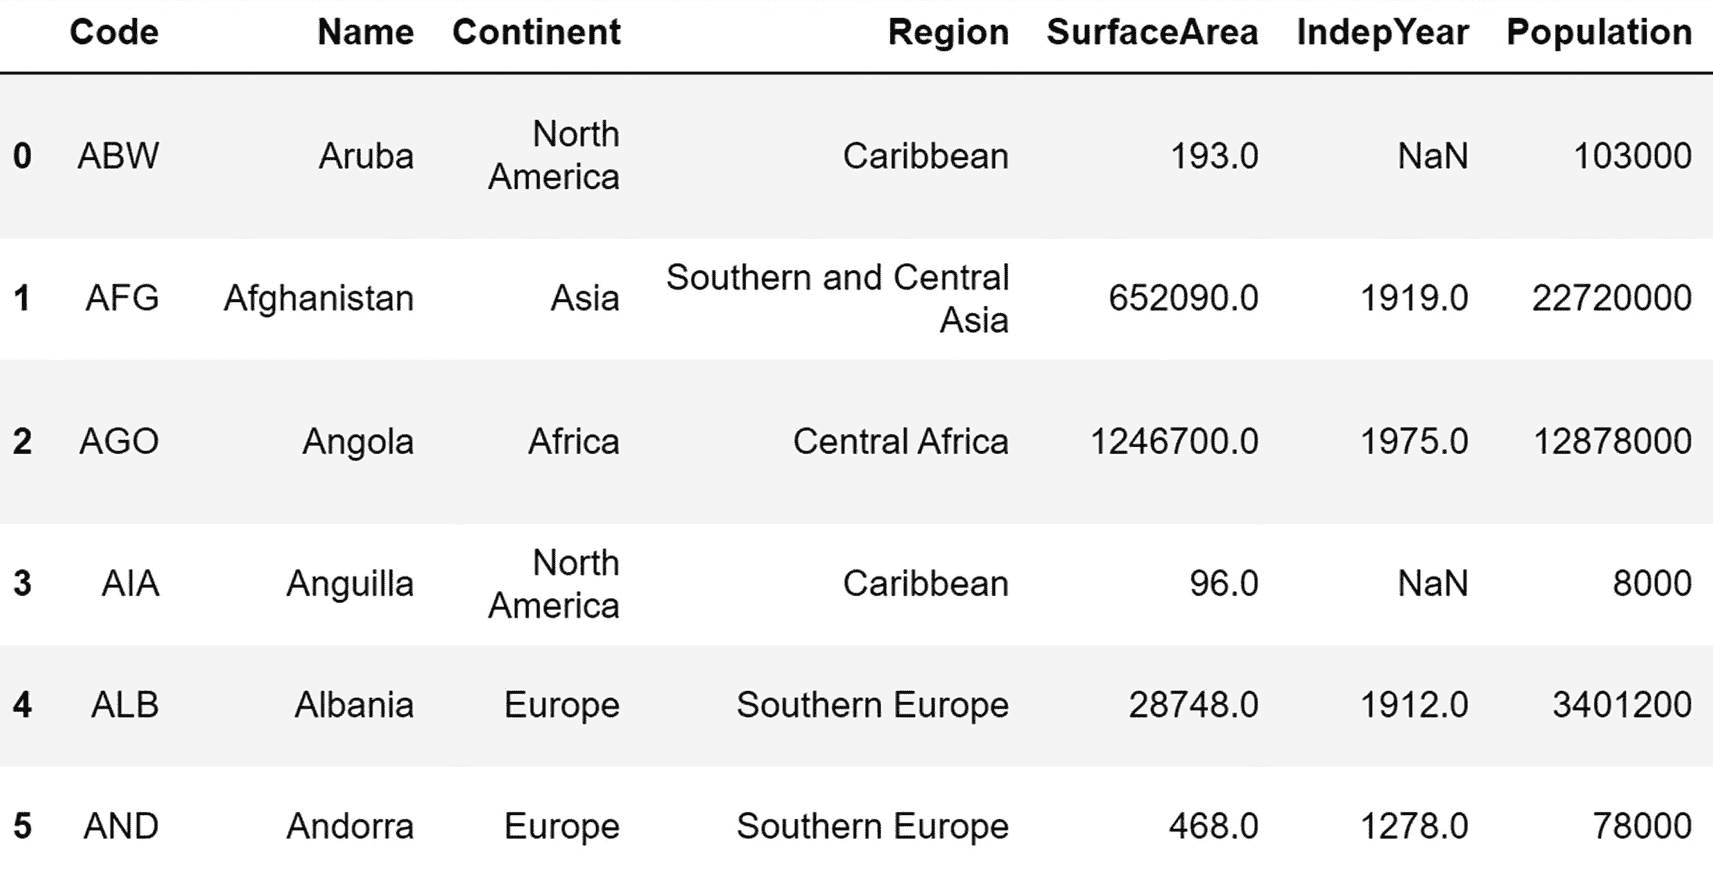 Code Name Continent Region SurfaceArea IndepYear Population
0 ABW Aruba North America Caribbean 193.0 NaN 103000
1 AFG Afghanistan Asia Southern and Central Asia 652090.0 1919.0 22720000
2 AGO Angola Africa Central Africa 1246700.0 1975.0 12878000
3 AIA Anguilla North America Caribbean 96.0 NaN 8000
4 ALB Albania Europe Southern Europe 28748.0 1912.0 3401200
5 AND Andorra Europe Southern Europe 468.0 1278.0 78000